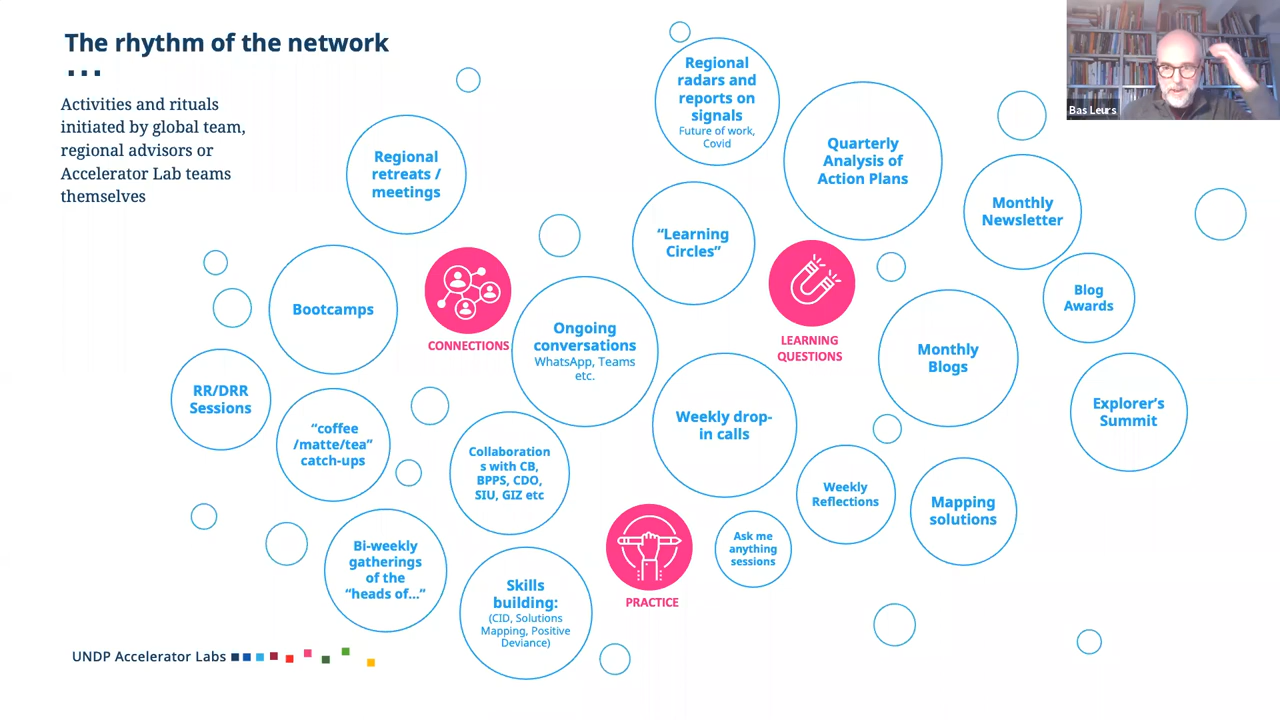 The rhythm of the network
...
Activities and rituals
initiated by global team,
regional advisors or
Accelerator Lab teams
themselves
Regional
retreats /
meetings
Regional
radars and
reports on
signals
Future of work,
Covid
Quarterly
Analysis of
Action Plans
Monthly
Newsletter
Bas Leurs
“Learning
Circles”
Bootcamps
CONNECTIONS
Ongoing
conversations
WhatsApp, Teams
etc.
LEARNING
QUESTIONS
Blog
Awards
Monthly
Blogs
Explorer’s
Summit
RR/DRR
Sessions
“coffee
/matte/tea”
catch-ups
Collaboration
s with CB,
BPPS, CDO,
SIU, GIZ etc
Weekly drop-
in calls
Weekly
Reflections
Mapping
solutions
Bi-weekly
gatherings
of the
“heads of…”
Skills
building:
(CID, Solutions
Mapping, Positive
Deviance)
PRACTICE
Ask me
anything
sessions
UNDP Accelerator Labs